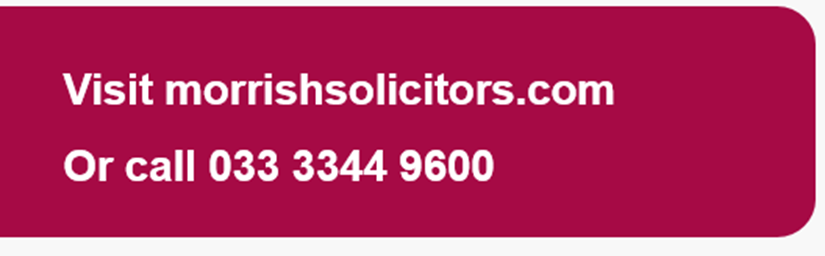 Visit morrishsolicitors.com
Or call 033 3344 9600